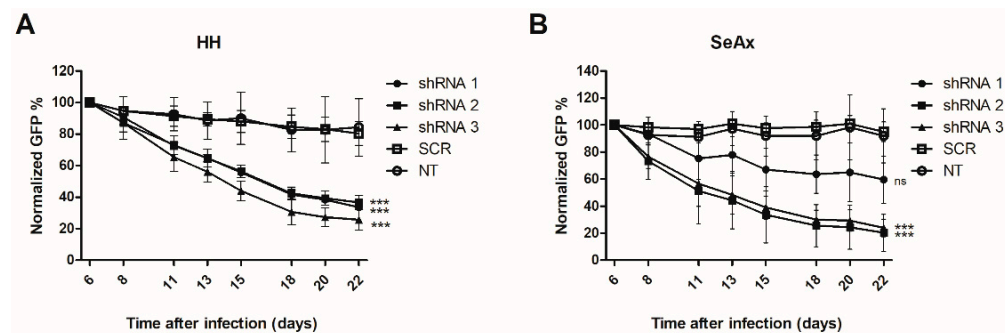 A
HH
Normalized GFP %
120
100
80
60
40
20
0
6 8 11 13 15 18 20 22
Time after infection (days)
***
***
***
shRNA 1
shRNA 2
shRNA 3
SCR
NT
B
SeAx
Normalized GFP %
140
120
100
80
60
40
20
0
6 8 11 13 15 18 20 22
Time after infection (days)
ns
***
***
shRNA 1
shRNA 2
shRNA 3
SCR
NT